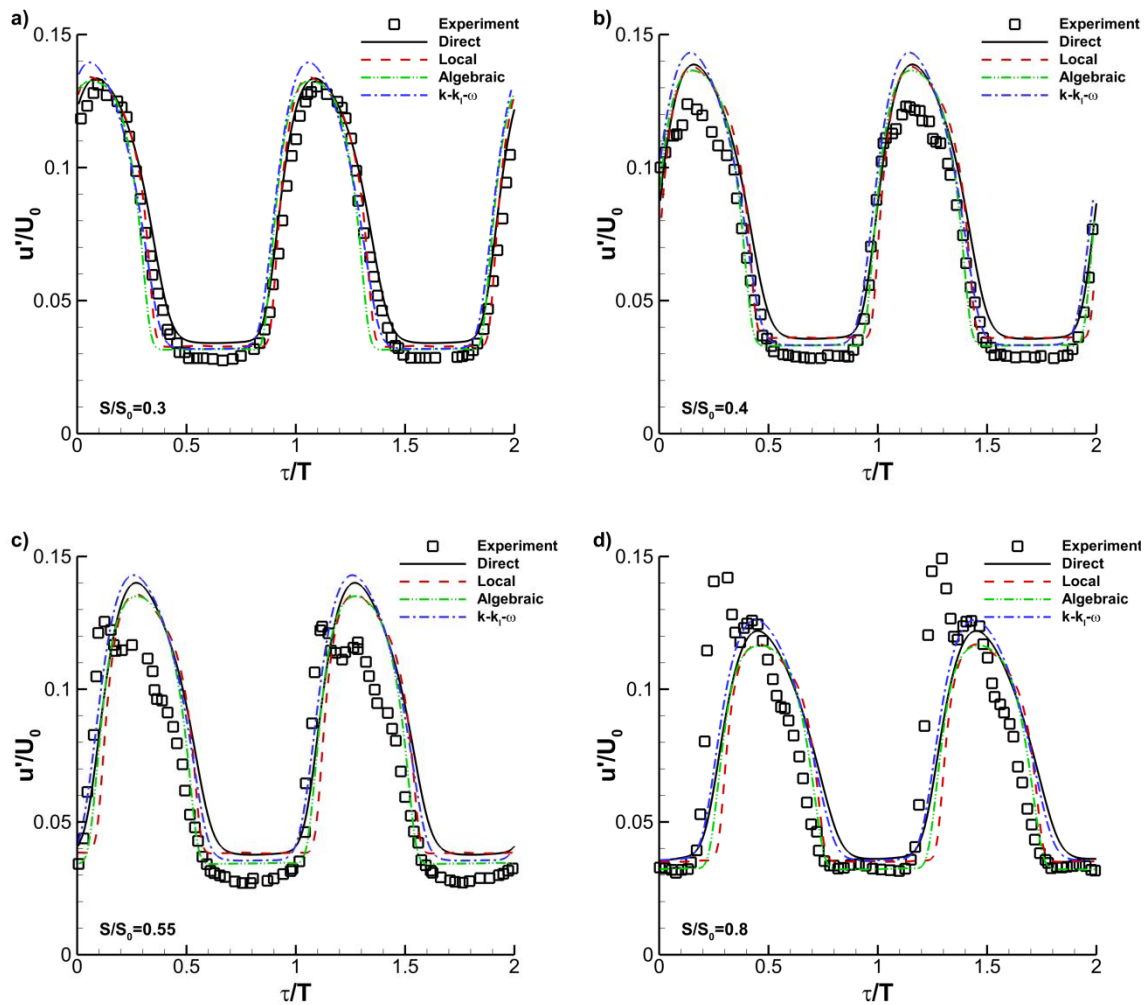 a)
Experiment
Direct
Local
Algebraic
k-kₗ-ω
0.15
0.1
0.05
0
u'/U₀
S/S₀=0.3
0 0.5 1 1.5 2
τ/T
b)
Experiment
Direct
Local
Algebraic
k-kₗ-ω
0.15
0.1
0.05
0
u'/U₀
S/S₀=0.4
0 0.5 1 1.5 2
τ/T
c)
Experiment
Direct
Local
Algebraic
k-kₗ-ω
0.15
0.1
0.05
0
u'/U₀
S/S₀=0.55
0 0.5 1 1.5 2
τ/T
d)
Experiment
Direct
Local
Algebraic
k-kₗ-ω
0.15
0.1
0.05
0
u'/U₀
S/S₀=0.8
0 0.5 1 1.5 2
τ/T